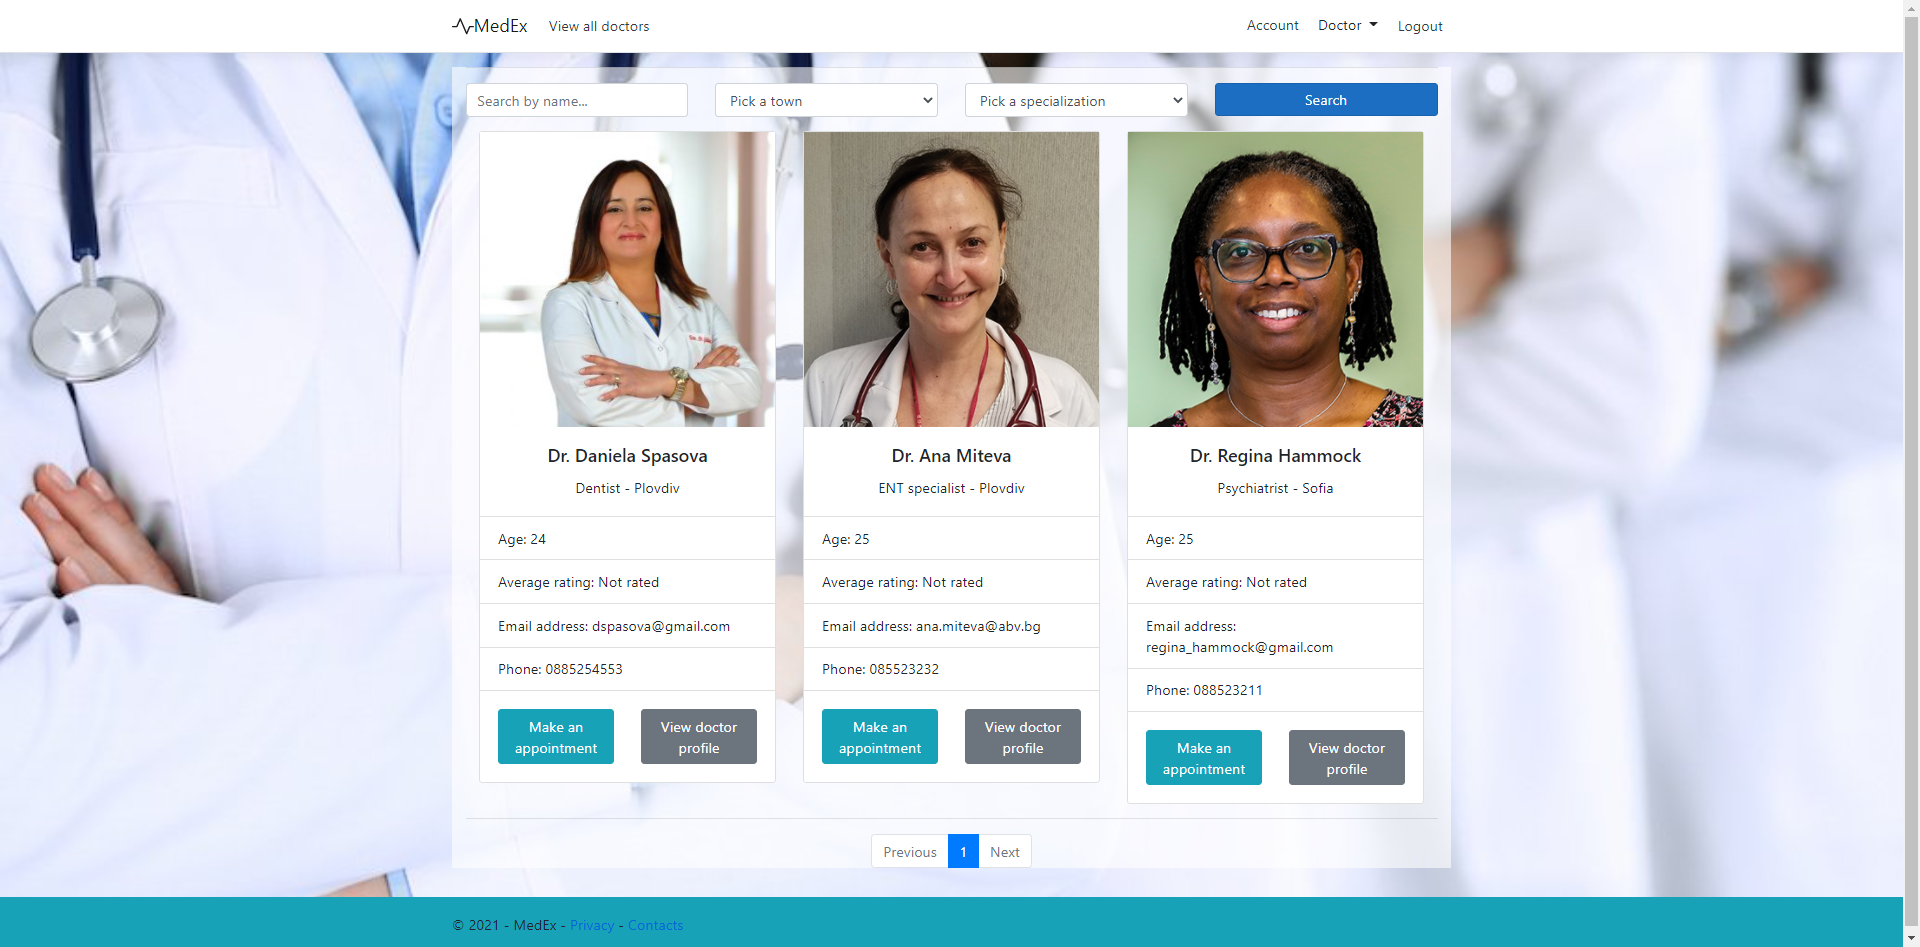 MedEx View all doctors Account Doctor Logout
Search by name... Pick a town Pick a specialization Search
Dr. Daniela Spasova
Dentist - Plovdiv
Age: 24
Average rating: Not rated
Email address: dspasova@gmail.com
Phone: 0885254553
Make an
appointment
View doctor
profile
Dr. Ana Miteva
ENT specialist - Plovdiv
Age: 25
Average rating: Not rated
Email address: ana.miteva@abv.bg
Phone: 085523232
Make an
appointment
View doctor
profile
Dr. Regina Hammock
Psychiatrist - Sofia
Age: 25
Average rating: Not rated
Email address:
regina_hammock@gmail.com
Phone: 088523211
Make an
appointment
View doctor
profile
Previous 1 Next
© 2021 - MedEx - Privacy - Contacts